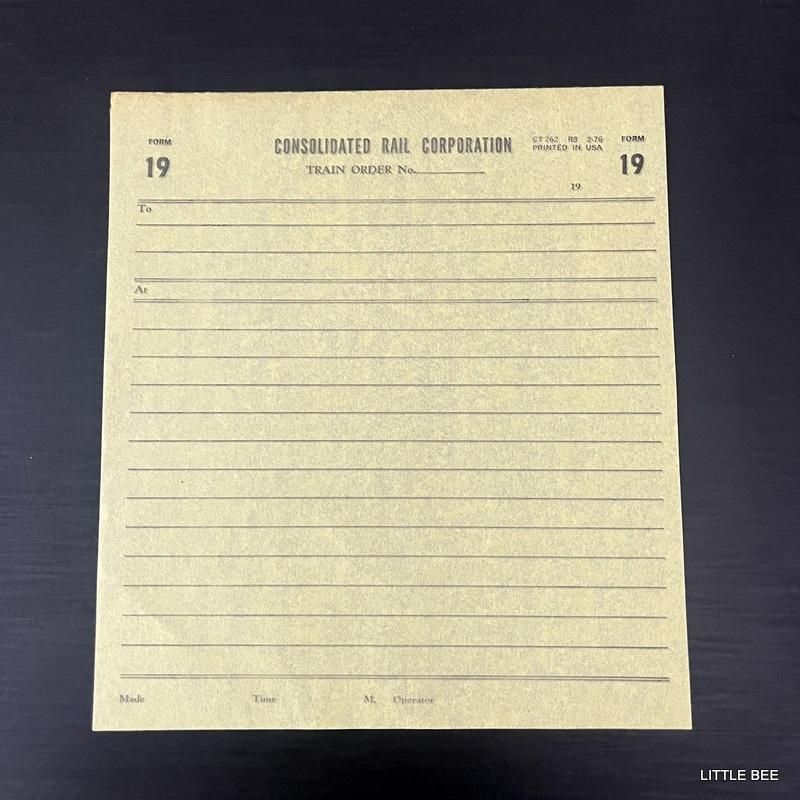 FORM 19
CONSOLIDATED RAIL CORPORATION
CT 262 R3 2-76
PRINTED IN USA
FORM 19
TRAIN ORDER No.
19
To
At
Made Time M. Operator
LITTLE BEE